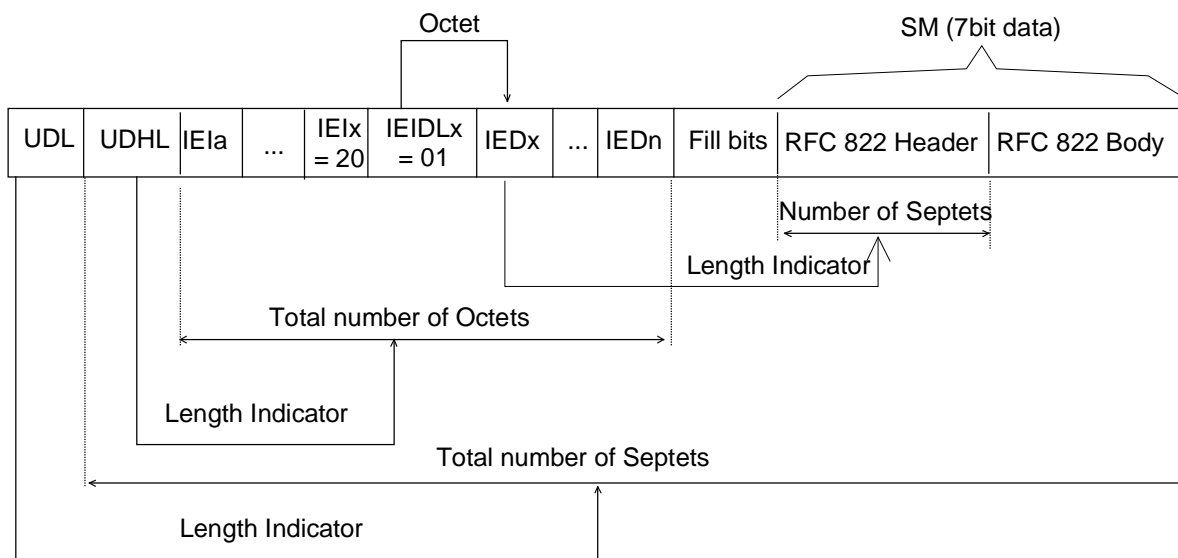 Octet
SM (7bit data)
UDL UDHL IEIa ... IEIx = 20 IEIDLx = 01 IEDx ... IEDn Fill bits RFC 822 Header RFC 822 Body
Number of Septets
Length Indicator
Total number of Octets
Length Indicator
Total number of Septets
Length Indicator